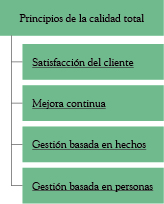 Principios de la calidad total
Satisfacción del cliente
Mejora continua
Gestión basada en hechos
Gestión basada en personas